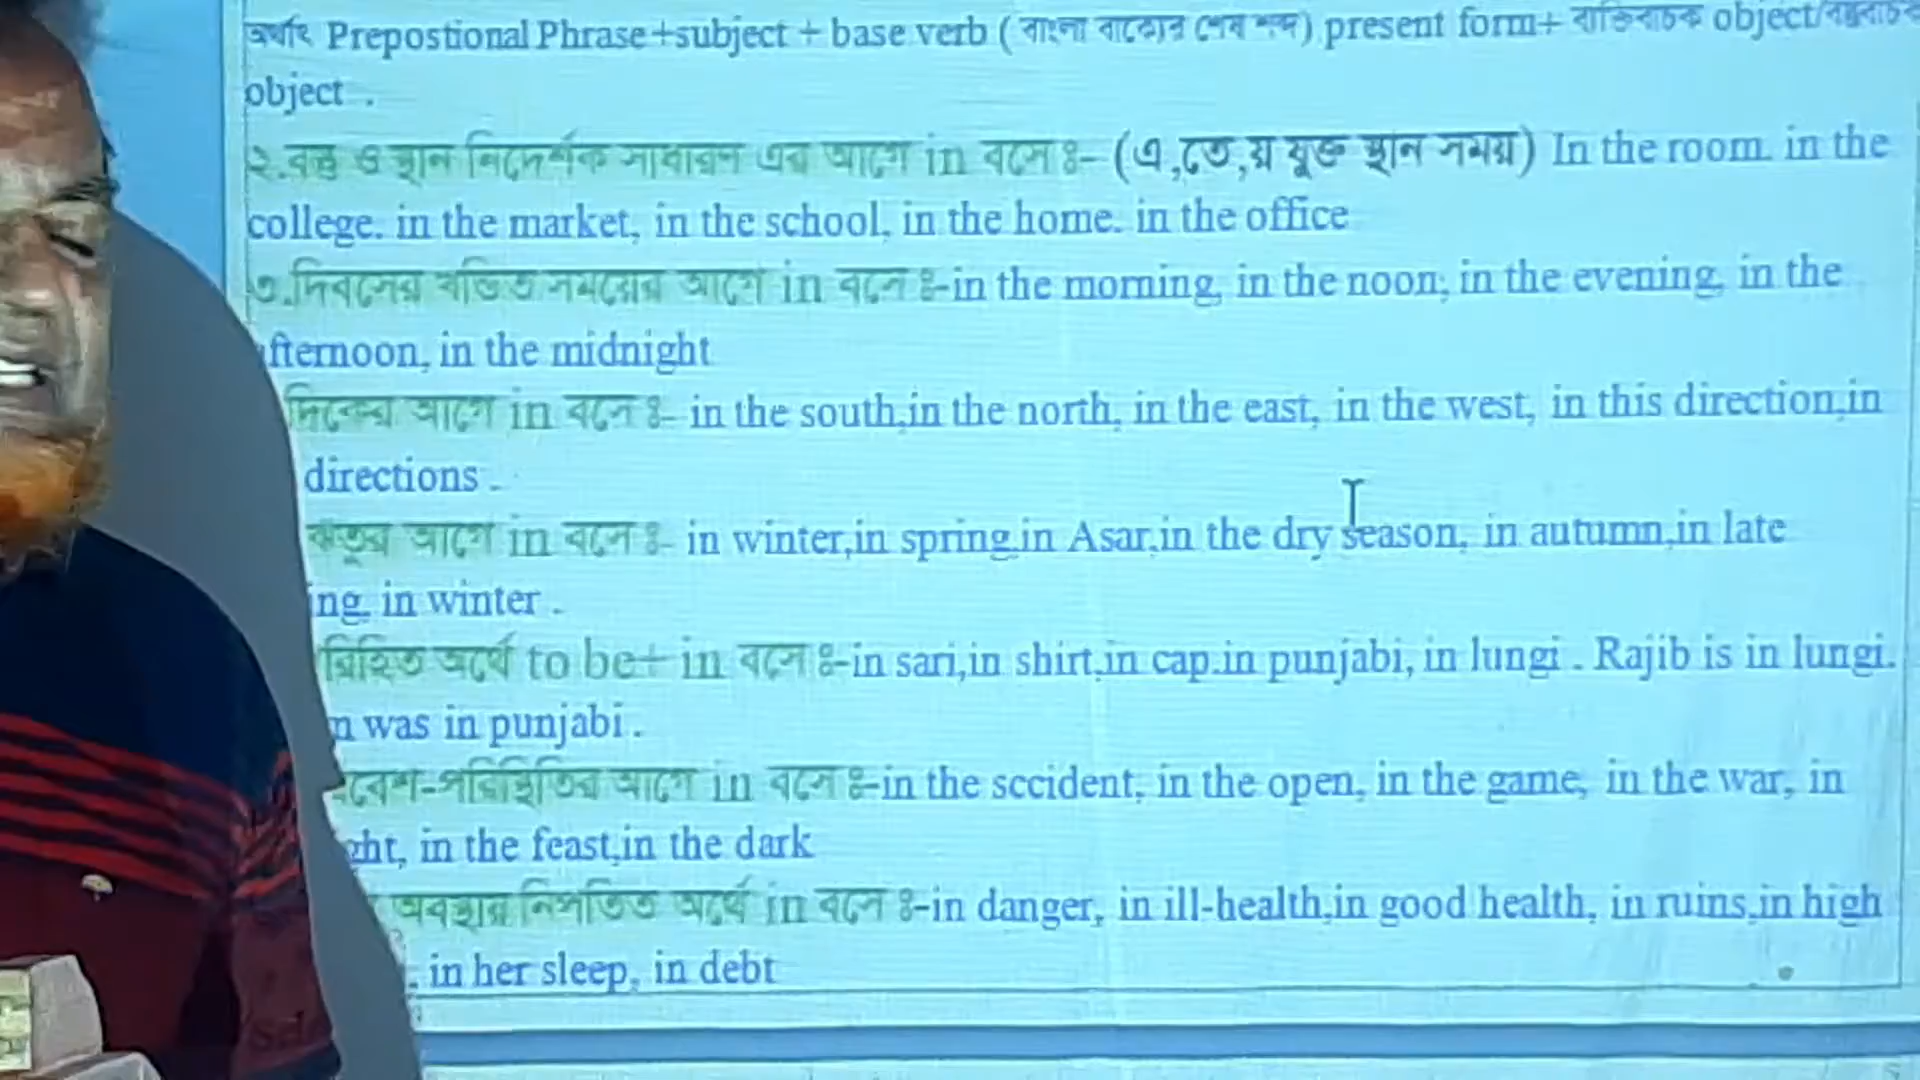 অর্থাৎ Prepostional Phrase+subject + base verb ( বাংলা বাক্যের শেষ শব্দ) present form+ ব্যক্তিবাচক object/বস্তুবাচক
object .
২.বস্তু ও স্থান নির্দেশক সাধারন এর আগে in বসে ঃ- (এ,তে,য় যুক্ত স্থান সময়) In the room. in the
college. in the market, in the school, in the home. in the office
৩.দিবসের বর্ভিত সময়ের আগে in বসে ঃ-in the morning, in the noon; in the evening, in the
fternoon, in the midnight
দিকের আগে in বসে ঃ- in the south,in the north, in the east, in the west, in this direction,in
directions .
ঋতুর আগে in বসে ঃ- in winter,in spring,in Asar,in the dry season, in autumn,in late
ing, in winter .
অর্থে to be+ in বসে ঃ-in sari,in shirt,in cap.in punjabi, in lungi . Rajib is in lungi.
was in punjabi .
বেশ-পরিস্থিতির আগে in বসে ঃ-in the sccident, in the open, in the game, in the war, in
ght, in the feast,in the dark
অবস্থার নিপতিত অর্থে in বসে ঃ-in danger, in ill-health,in good health, in ruins,in high
. in her sleep, in debt